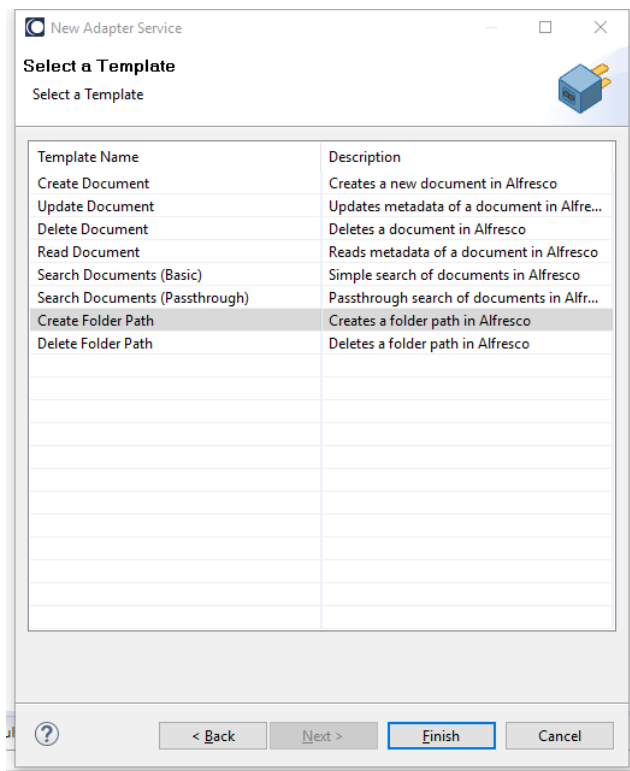 New Adapter Service
Select a Template
Select a Template
Template Name Description
Create Document Creates a new document in Alfresco
Update Document Updates metadata of a document in Alfre...
Delete Document Deletes a document in Alfresco
Read Document Reads metadata of a document in Alfresco
Search Documents (Basic) Simple search of documents in Alfresco
Search Documents (Passthrough) Passthrough search of documents in Alfr...
Create Folder Path Creates a folder path in Alfresco
Delete Folder Path Deletes a folder path in Alfresco
< Back Next > Finish Cancel